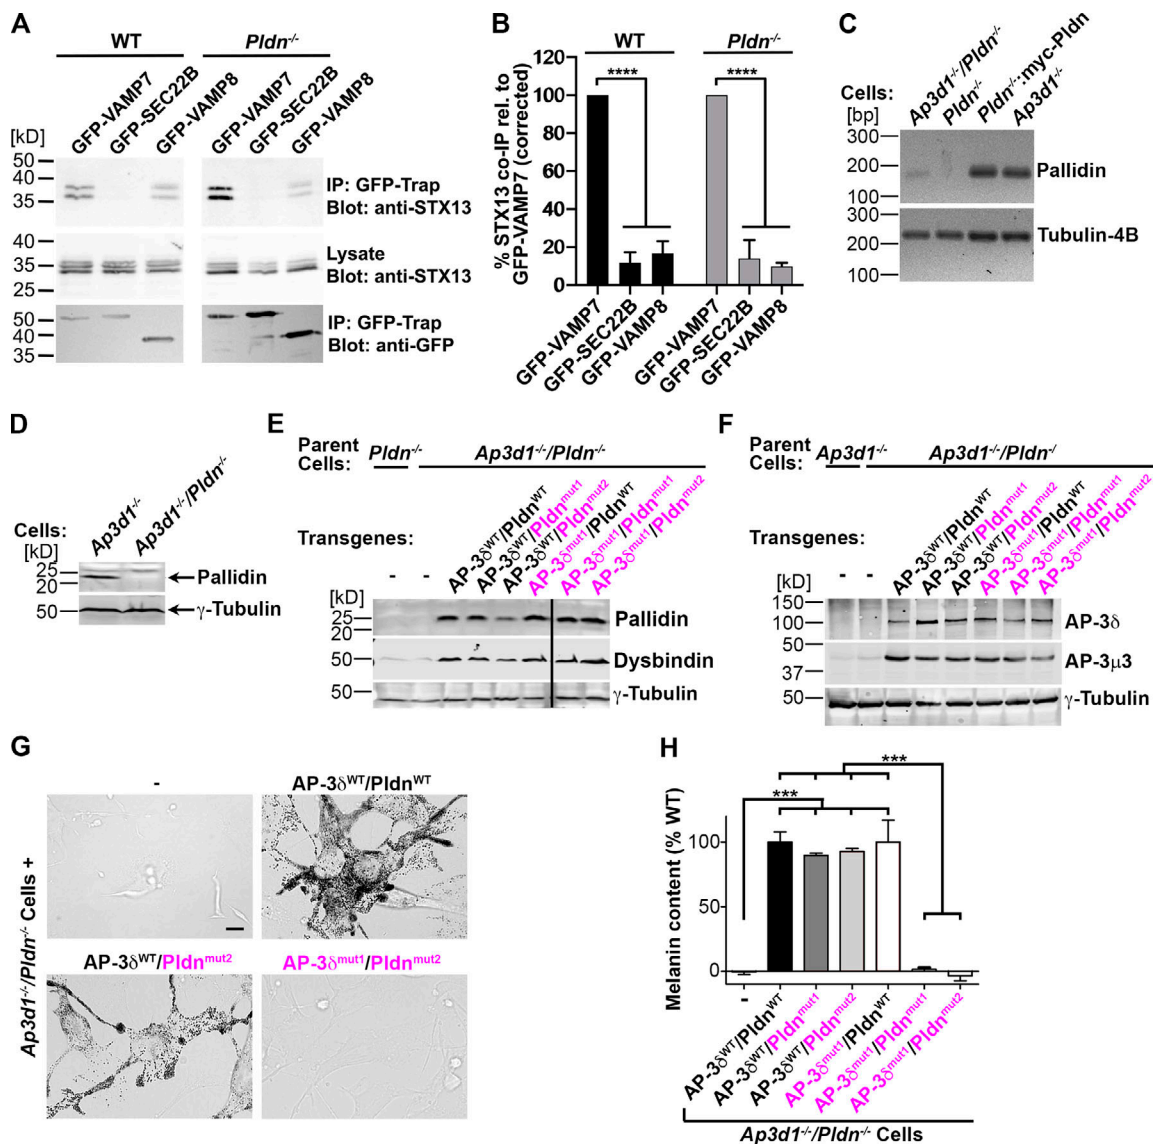 A
WT
Pldn-/-
GFP-VAMP7
GFP-SEC22B
GFP-VAMP8
GFP-VAMP7
GFP-SEC22B
GFP-VAMP8
[kD]
50
40
35
IP: GFP-Trap
Blot: anti-STX13
40
35
25
Lysate
Blot: anti-STX13
50
40
35
IP: GFP-Trap
Blot: anti-GFP
B
WT
Pldn-/-
% STX13 co-IP rel. to
GFP-VAMP7 (corrected)
120
100
80
60
40
20
0
****
****
GFP-VAMP7
GFP-SEC22B
GFP-VAMP8
GFP-VAMP7
GFP-SEC22B
GFP-VAMP8
C
Cells:
Ap3d1-/-/Pldn-/-
Pldn-/-
Pldn-/-:myc-Pldn
Ap3d1-/-
[bp]
300
200
100
Pallidin
300
200
100
Tubulin-4B
D
Cells:
Ap3d1-/-
Ap3d1-/-/Pldn-/-
[kD]
25
20
Pallidin
50
γ-Tubulin
E
Parent
Cells:
Pldn-/-
Ap3d1-/-/Pldn-/-
Transgenes:
-
-
AP-3δWT/PldnWT
AP-3δWT/Pldnmut1
AP-3δWT/Pldnmut2
AP-3δmut1/PldnWT
AP-3δmut1/Pldnmut1
AP-3δmut1/Pldnmut2
[kD]
25
20
Pallidin
50
Dysbindin
50
γ-Tubulin
F
Parent
Cells:
Ap3d1-/-
Ap3d1-/-/Pldn-/
Transgenes:
-
-
AP-3δWT/PldnWT
AP-3δWT/Pldnmut1
AP-3δWT/Pldnmut2
AP-3δmut1/PldnWT
AP-3δmut1/Pldnmut1
AP-3δmut1/Pldnmut2
[kD]
150
100
AP-3δ
50
37
AP-3μ3
50
γ-Tubulin
G
Ap3d1-/-/Pldn-/- Cells +
-
AP-3δWT/PldnWT
AP-3δWT/Pldnmut2
AP-3δmut1/Pldnmut2
H
Melanin content (% WT)
100
50
0
***
***
-
AP-3δWT/PldnWT
AP-3δWT/Pldnmut1
AP-3δWT/Pldnmut2
AP-3δmut1/PldnWT
AP-3δmut1/Pldnmut1
AP-3δmut1/Pldnmut2
Ap3d1-/-/Pldn-/- Cells